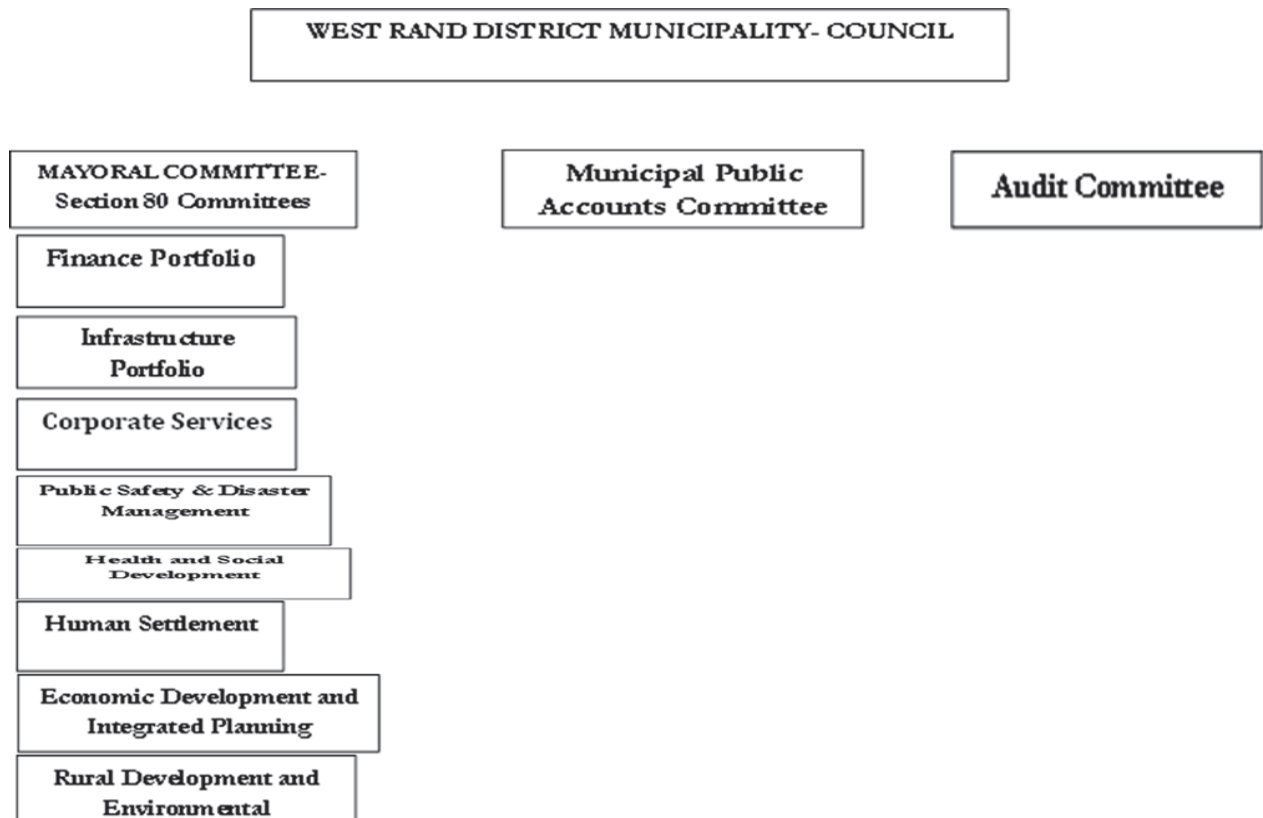 WEST RAND DISTRICT MUNICIPALITY- COUNCIL
MAYORAL COMMITTEE-
Section 80 Committees
Municipal Public
Accounts Committee
Audit Committee
Finance Portfolio
Infrastructure
Portfolio
Corporate Services
Public Safety & Disaster
Management
Health and Social
Development
Human Settlement
Economic Development and
Integrated Planning
Rural Development and
Environmental